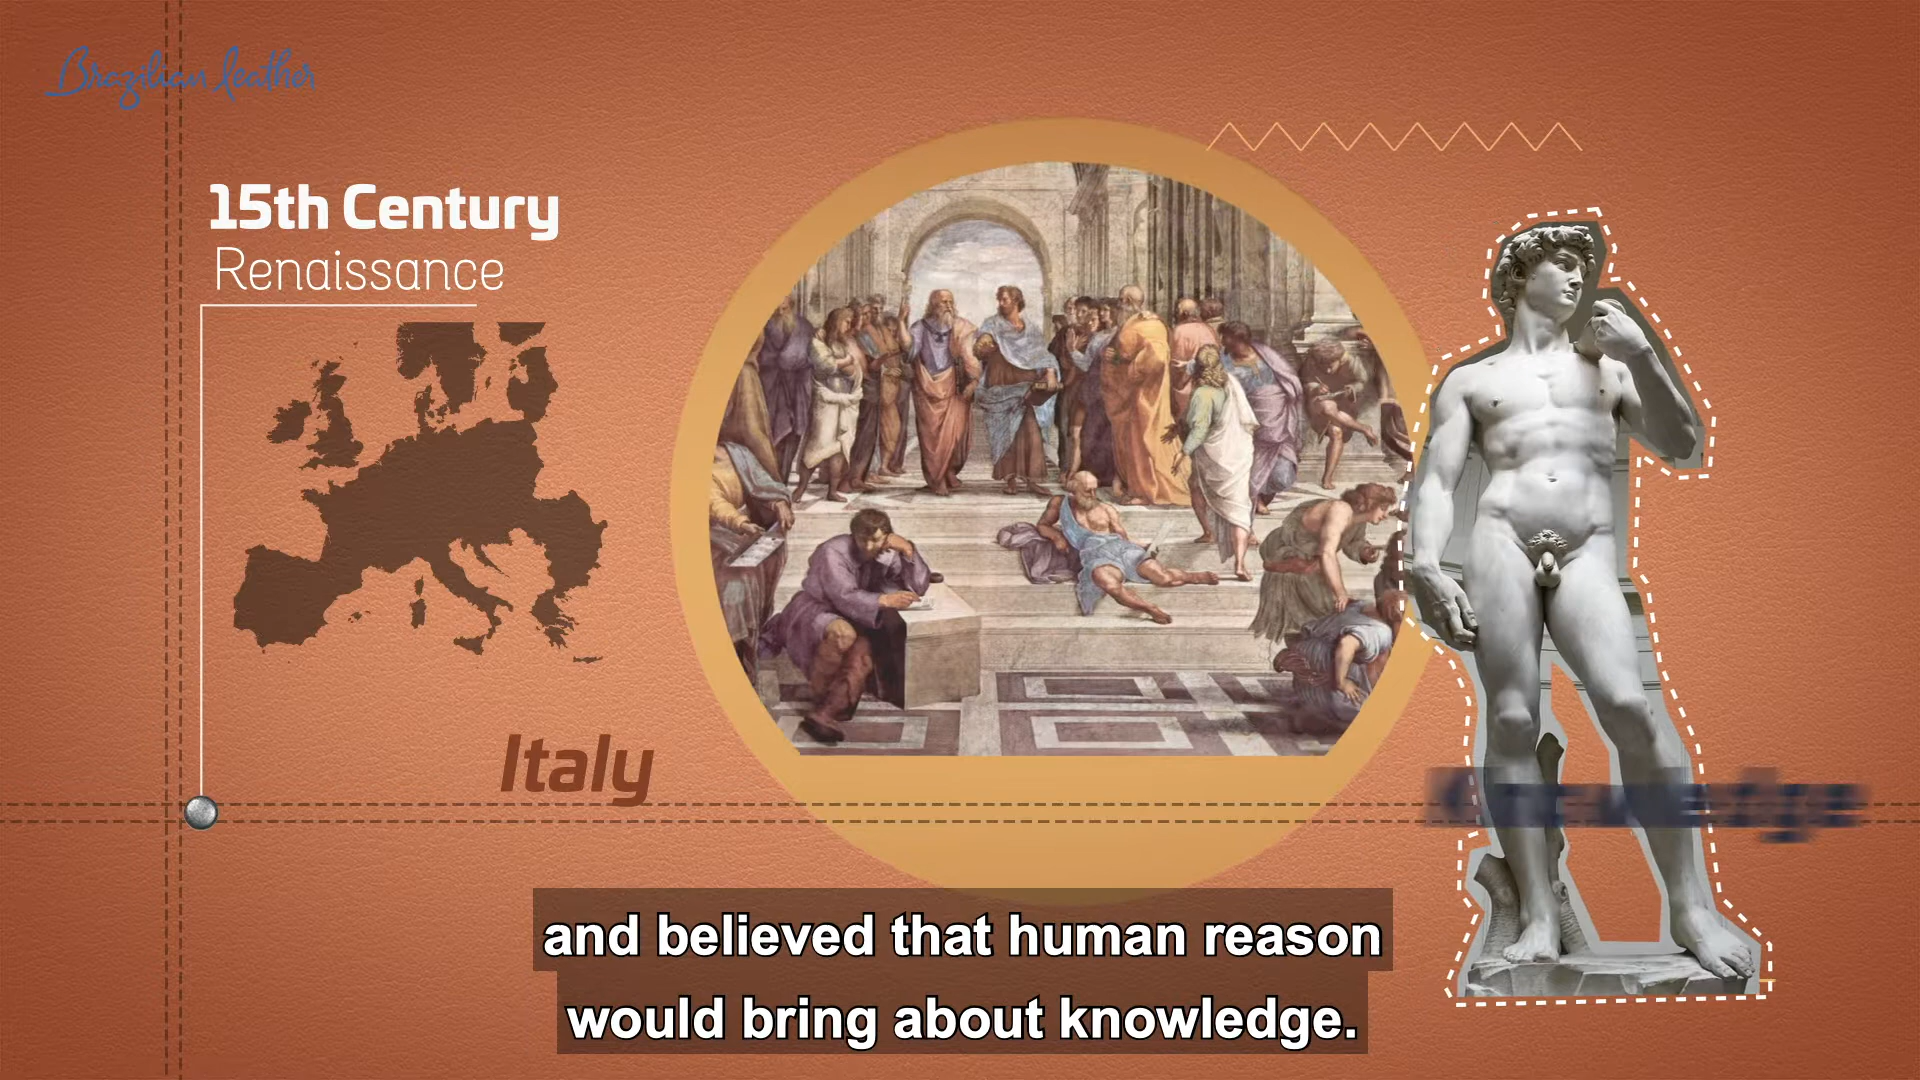 Brazilian leather
15th Century
Renaissance
Italy
and believed that human reason
would bring about knowledge.